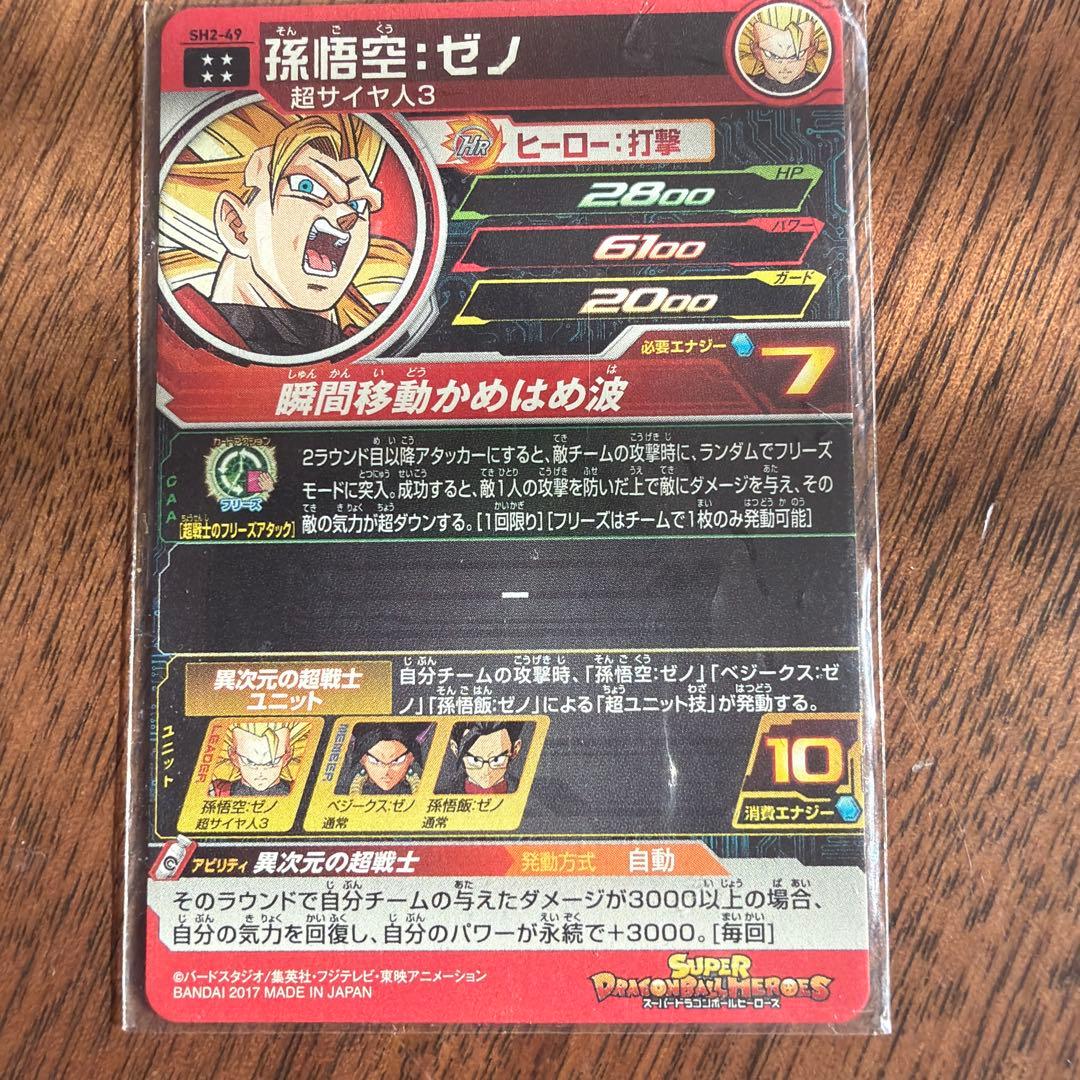 SH2-49
孫悟空:ゼノ
超サイヤ人3
HR
ヒーロー:打撃
HP
2800
パワー
6100
ガード
2000
必要エナジー
7
瞬間移動かめはめ波
カードアクション
フリーズ
[超戦士のフリーズアタック]
CAA
2ラウンド目以降アタッカーにすると、敵チームの攻撃時に、ランダムでフリーズ
モードに突入。成功すると、敵1人の攻撃を防いだ上で敵にダメージを与え、その
敵の気力が超ダウンする。[1回限り][フリーズはチームで1枚のみ発動可能]
ー
ユニット
異次元の超戦士
ユニット
自分チームの攻撃時、「孫悟空:ゼノ」「ベジークス:ゼ
ノ」「孫悟飯:ゼノ」による「超ユニット技」が発動する。
LEADER
孫悟空:ゼノ
超サイヤ人3
MEMBER
ベジークス:ゼノ
通常
孫悟飯:ゼノ
通常
10
消費エナジー
アビリティ 異次元の超戦士 発動方式 自動
そのラウンドで自分チームの与えたダメージが3000以上の場合、
自分の気力を回復し、自分のパワーが永続で+3000。[毎回]
©バードスタジオ/集英社・フジテレビ・東映アニメーション
BANDAI 2017 MADE IN JAPAN
SUPER
DRAGONBALL HEROES
スーパードラゴンボールヒーローズ